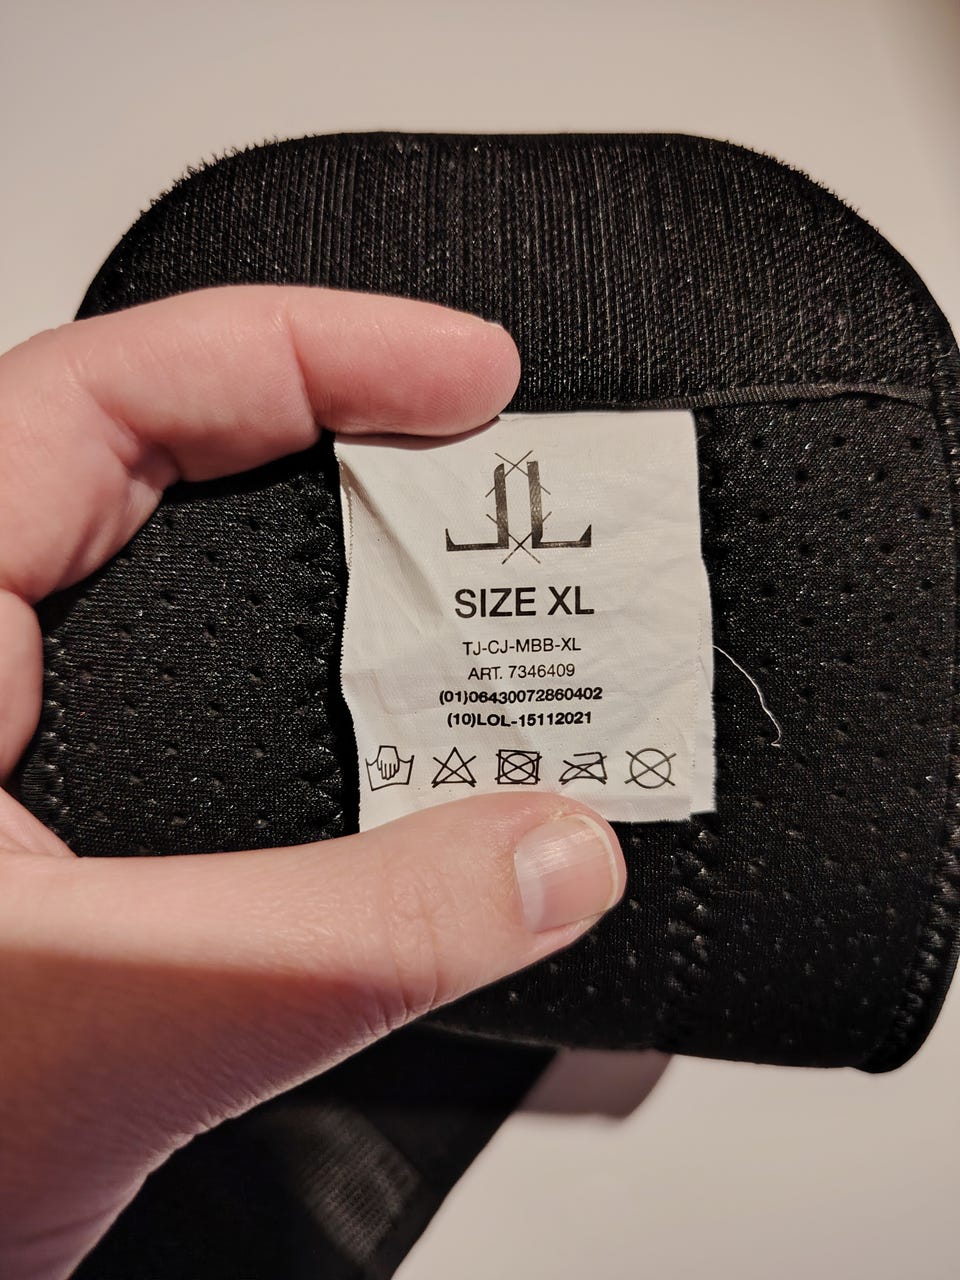 SIZE XL
TJ-CJ-MBB-XL
ART. 7346409
(01)06430072860402
(10)LOL-15112021